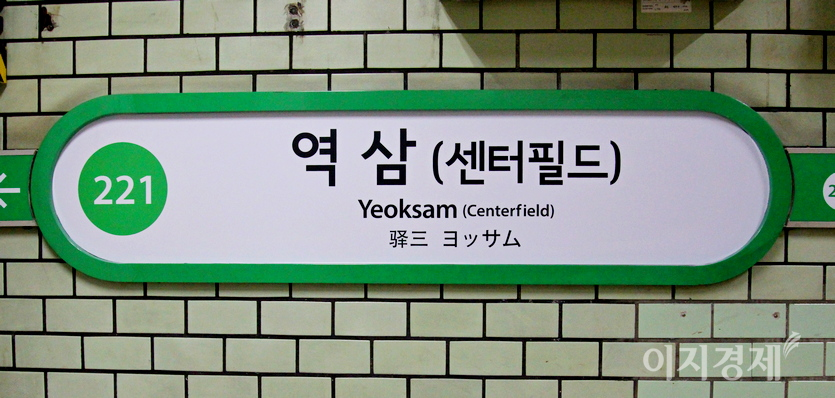 221
역 삼 (센터필드)
Yeoksam (Centerfield)
驿三 ヨッサム
이지경제